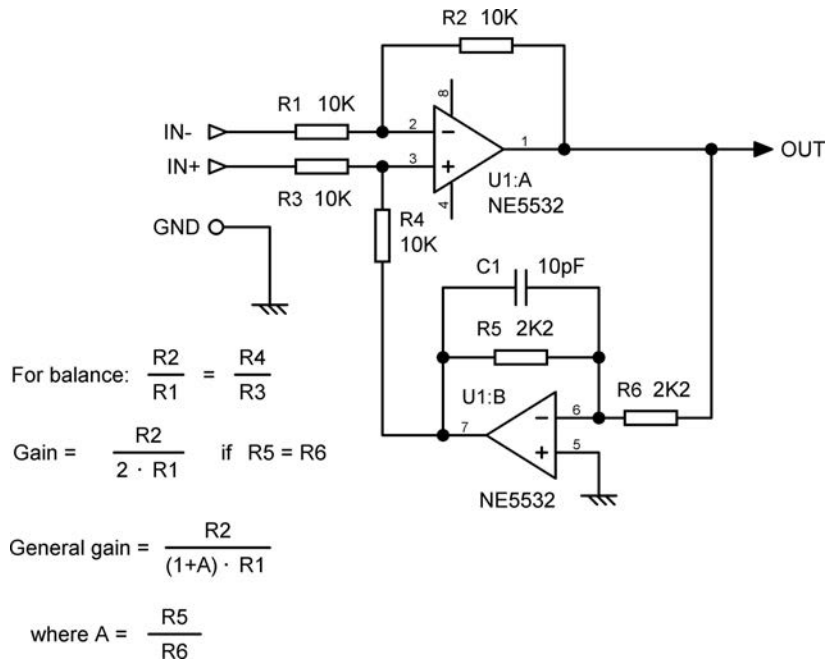 R2 10K
R1 10K
8
IN-
2
−
1
OUT
IN+
3
+
R3 10K
4
U1:A
NE5532
R4
10K
GND
C1 10pF
R5 2K2
R6 2K2
U1:B
7
−
6
+
5
NE5532
For balance: R2/R1 = R4/R3
Gain = R2/2 · R1 if R5 = R6
General gain = R2/(1+A) · R1
where A = R5/R6